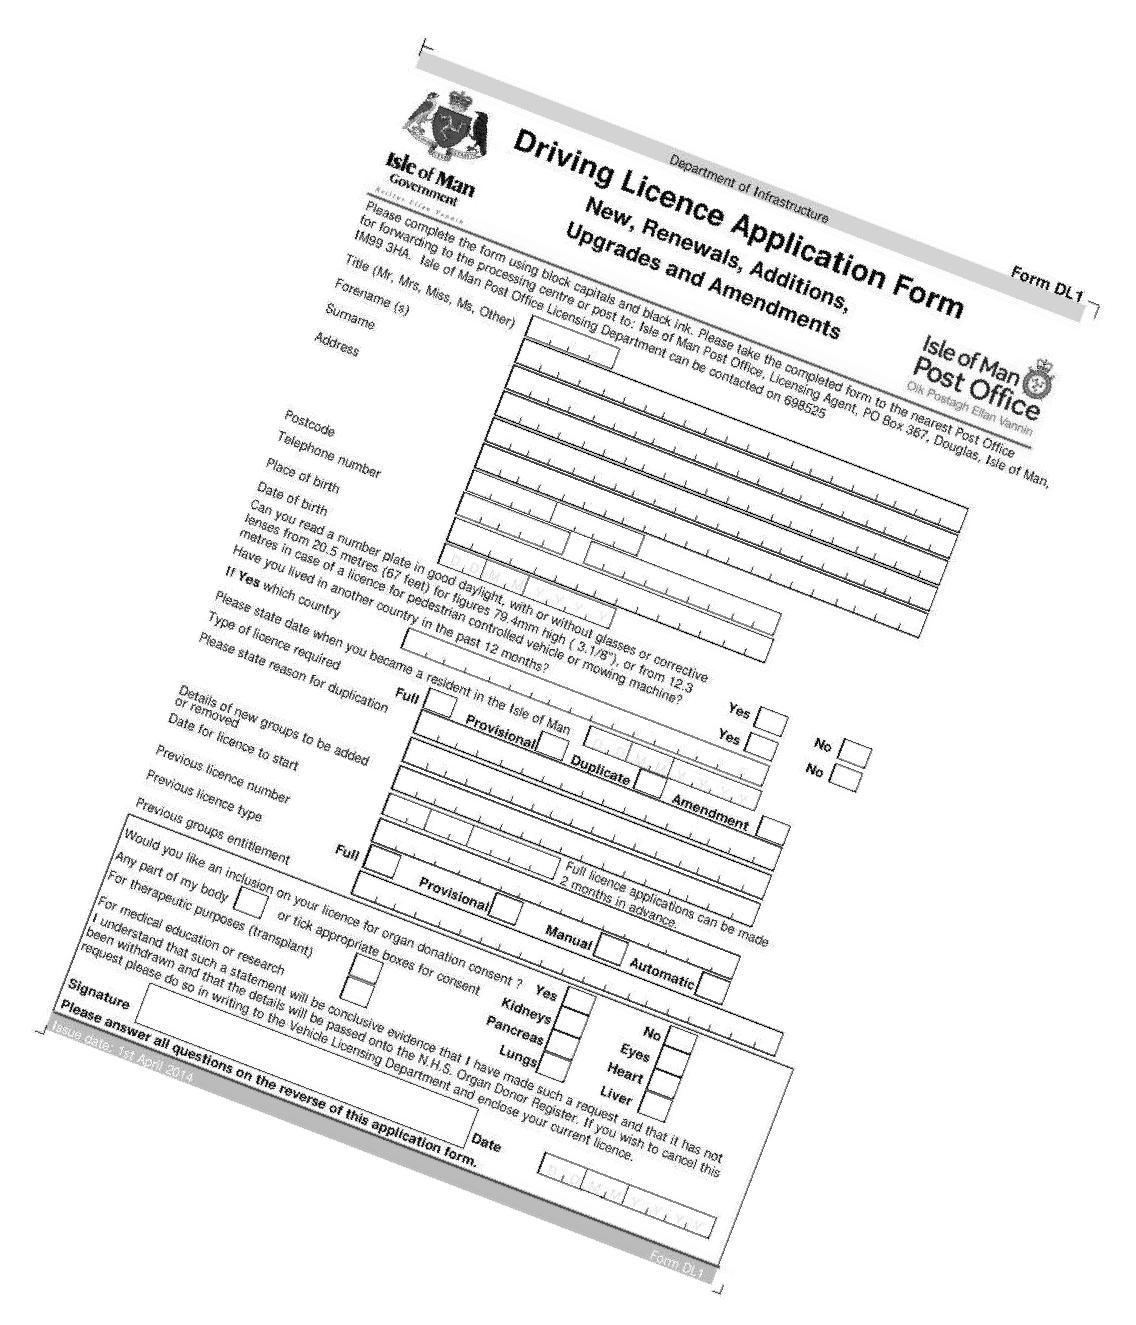 Department of Infrastructure
Form DL1
Isle of Man
Government
Reiltys Ellan Vannin
Driving Licence Application Form
New, Renewals, Additions,
Upgrades and Amendments
Isle of Man
Post Office
Oik Postagh Ellan Vannin
Please complete the form using block capitals and black ink. Please take the completed form to the nearest Post Office
for forwarding to the processing centre or post to: Isle of Man Post Office, Licensing Agent, PO Box 367, Douglas, Isle of Man,
IM99 3HA. Isle of Man Post Office Licensing Department can be contacted on 698525
Title (Mr, Mrs, Miss, Ms, Other)
Forename (s)
Surname
Address
Postcode
Telephone number
Place of birth
Date of birth
D D M M Y Y Y Y
Can you read a number plate in good daylight, with or without glasses or corrective
lenses from 20.5 metres (67 feet) for figures 79.4mm high ( 3.1/8"), or from 12.3
metres in case of a licence for pedestrian controlled vehicle or mowing machine?
Yes No
Have you lived in another country in the past 12 months?
Yes No
If Yes which country
Please state date when you became a resident in the Isle of Man
D D M M Y Y Y Y
Type of licence required
Full Provisional Duplicate Amendment
Please state reason for duplication
Details of new groups to be added
or removed
Date for licence to start
Full licence applications can be made
2 months in advance.
Previous licence number
Previous licence type
Full Provisional Manual Automatic
Previous groups entitlement
Would you like an inclusion on your licence for organ donation consent ? Yes No
Any part of my body or tick appropriate boxes for consent Kidneys Eyes
For therapeutic purposes (transplant) Pancreas Heart
For medical education or research Lungs Liver
I understand that such a statement will be conclusive evidence that I have made such a request and that it has not
been withdrawn and that the details will be passed onto the N.H.S. Organ Donor Register. If you wish to cancel this
request please do so in writing to the Vehicle Licensing Department and enclose your current licence.
Signature
Date
D D M M Y Y Y Y
Please answer all questions on the reverse of this application form.
Issue date: 1st April 2014
Form DL1